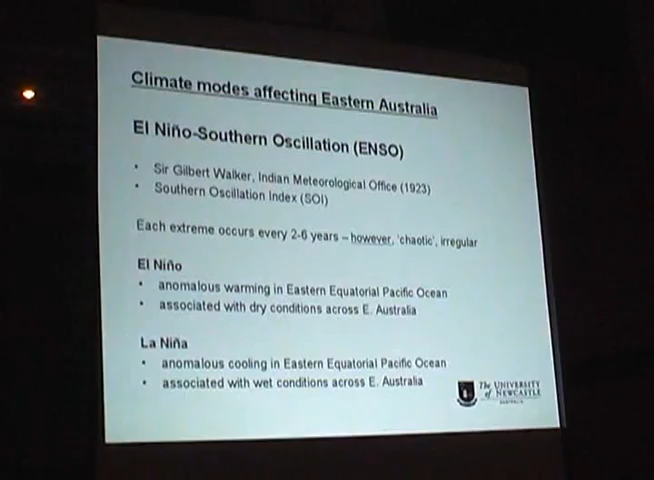 Climate modes affecting Eastern Australia
El Niño-Southern Oscillation (ENSO)
• Sir Gilbert Walker, Indian Meteorological Office (1923)
• Southern Oscillation Index (SOI)
Each extreme occurs every 2-6 years – however, 'chaotic', irregular
El Niño
• anomalous warming in Eastern Equatorial Pacific Ocean
• associated with dry conditions across E. Australia
La Niña
• anomalous cooling in Eastern Equatorial Pacific Ocean
• associated with wet conditions across E. Australia
The UNIVERSITY
of NEWCASTLE
AUSTRALIA